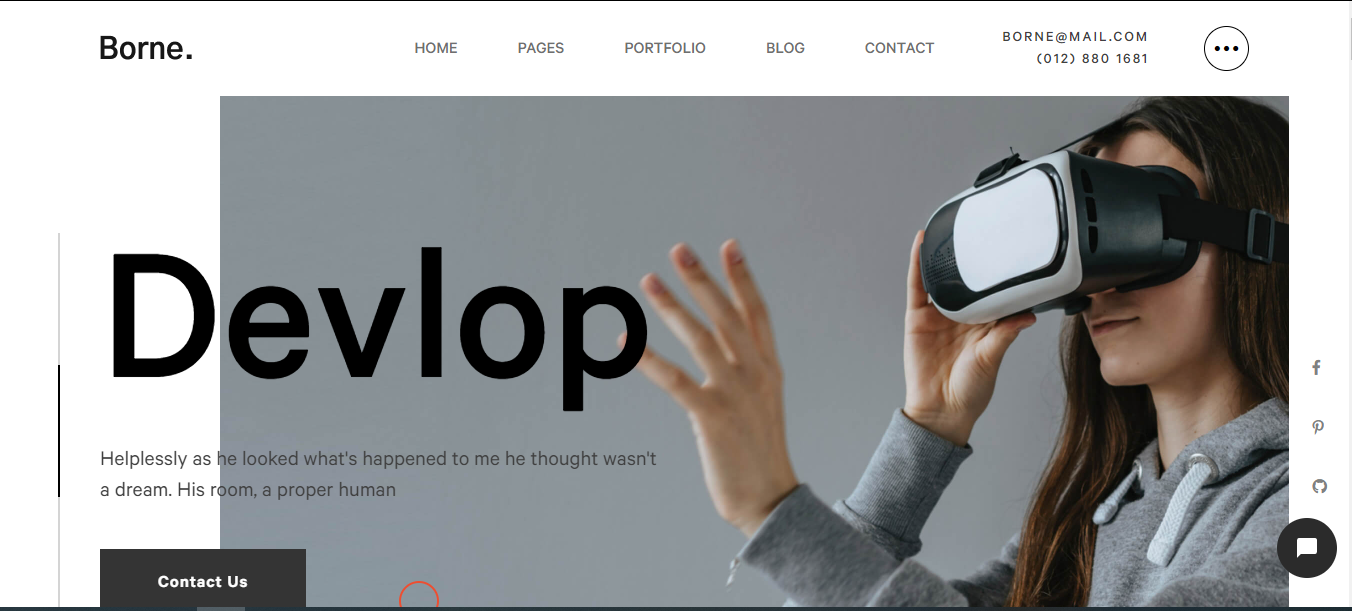 Borne.
HOME PAGES PORTFOLIO BLOG CONTACT
BORNE@MAIL.COM
(012) 880 1681
Devlop
Helplessly as he looked what's happened to me he thought wasn't
a dream. His room, a proper human
Contact Us